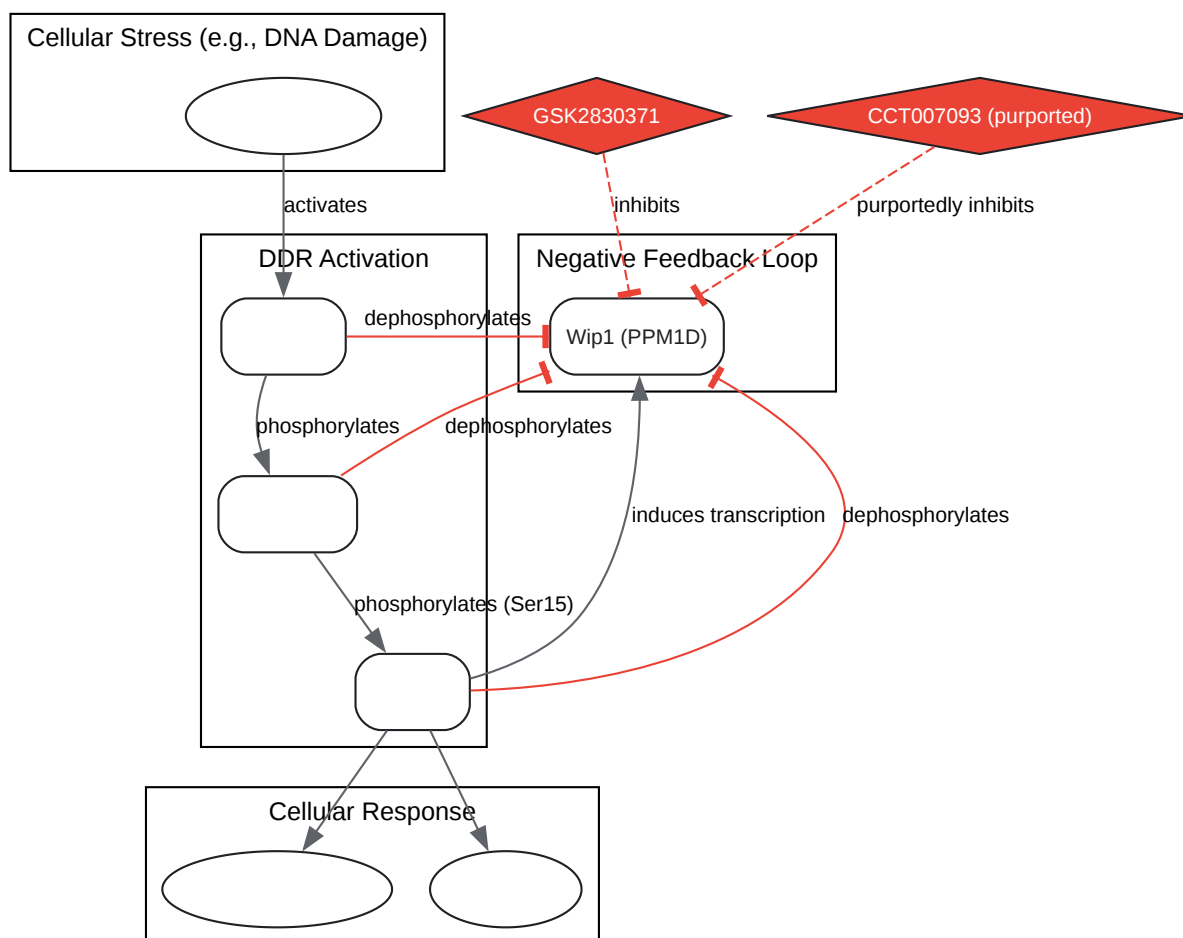 Cellular Stress (e.g., DNA Damage)
GSK2830371
CCT007093 (purported)
activates
inhibits
purportedly inhibits
DDR Activation
Negative Feedback Loop
dephosphorylates
Wip1 (PPM1D)
phosphorylates
dephosphorylates
induces transcription
dephosphorylates
phosphorylates (Ser15)
Cellular Response